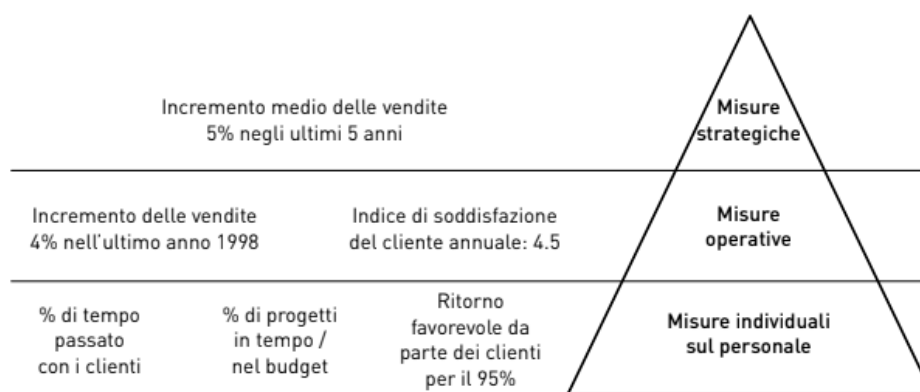 Incremento medio delle vendite
5% negli ultimi 5 anni
Misure
strategiche
Incremento delle vendite
4% nell'ultimo anno 1998
Indice di soddisfazione
del cliente annuale: 4.5
Misure
operative
% di tempo
passato
con i clienti
% di progetti
in tempo /
nel budget
Ritorno
favorevole da
parte dei clienti
per il 95%
Misure individuali
sul personale